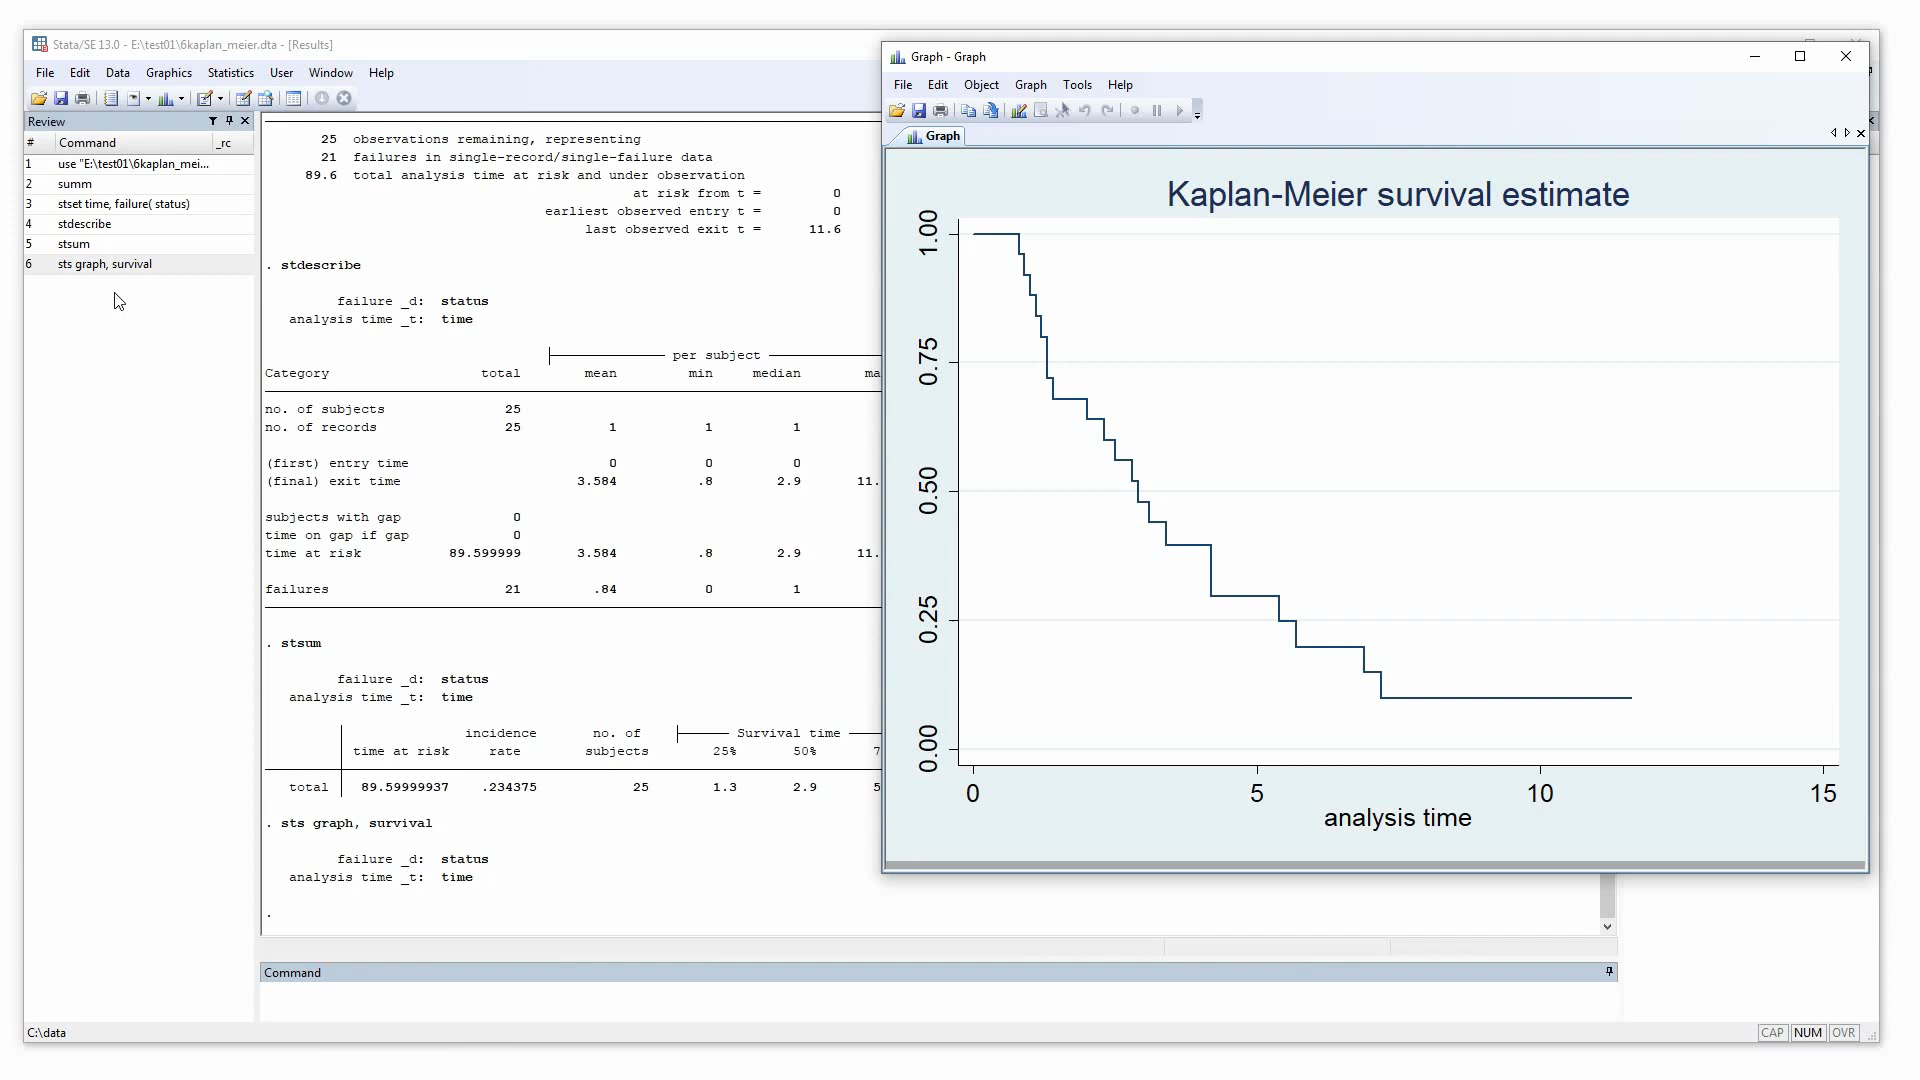 Stata/SE 13.0 - E:\test01\6kaplan_meier.dta - [Results]
File Edit Data Graphics Statistics User Window Help
Review
# Command _rc
1 use "E:\test01\6kaplan_mei...
2 summ
3 stset time, failure( status)
4 stdescribe
5 stsum
6 sts graph, survival
25 observations remaining, representing
21 failures in single-record/single-failure data
89.6 total analysis time at risk and under observation
at risk from t = 0
earliest observed entry t = 0
last observed exit t = 11.6
. stdescribe
failure _d: status
analysis time _t: time
per subject
Category total mean min median ma
no. of subjects 25
no. of records 25 1 1 1
(first) entry time 0 0 0
(final) exit time 3.584 .8 2.9 11.
subjects with gap 0
time on gap if gap 0
time at risk 89.599999 3.584 .8 2.9 11.
failures 21 .84 0 1
. stsum
failure _d: status
analysis time _t: time
incidence no. of Survival time
time at risk rate subjects 25% 50% 7
total 89.59999937 .234375 25 1.3 2.9 5
. sts graph, survival
failure _d: status
analysis time _t: time
.
Command
C:\data
CAP NUM OVR
Graph - Graph
File Edit Object Graph Tools Help
Graph
Kaplan-Meier survival estimate
1.00
0.75
0.50
0.25
0.00
0 5 10 15
analysis time